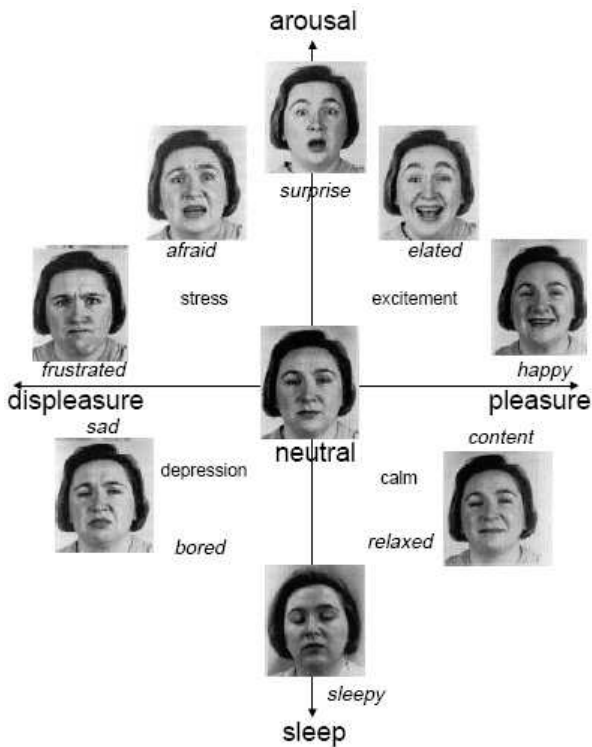 arousal
surprise
afraid
elated
stress
excitement
frustrated
happy
displeasure
pleasure
sad
content
neutral
depression
calm
bored
relaxed
sleepy
sleep